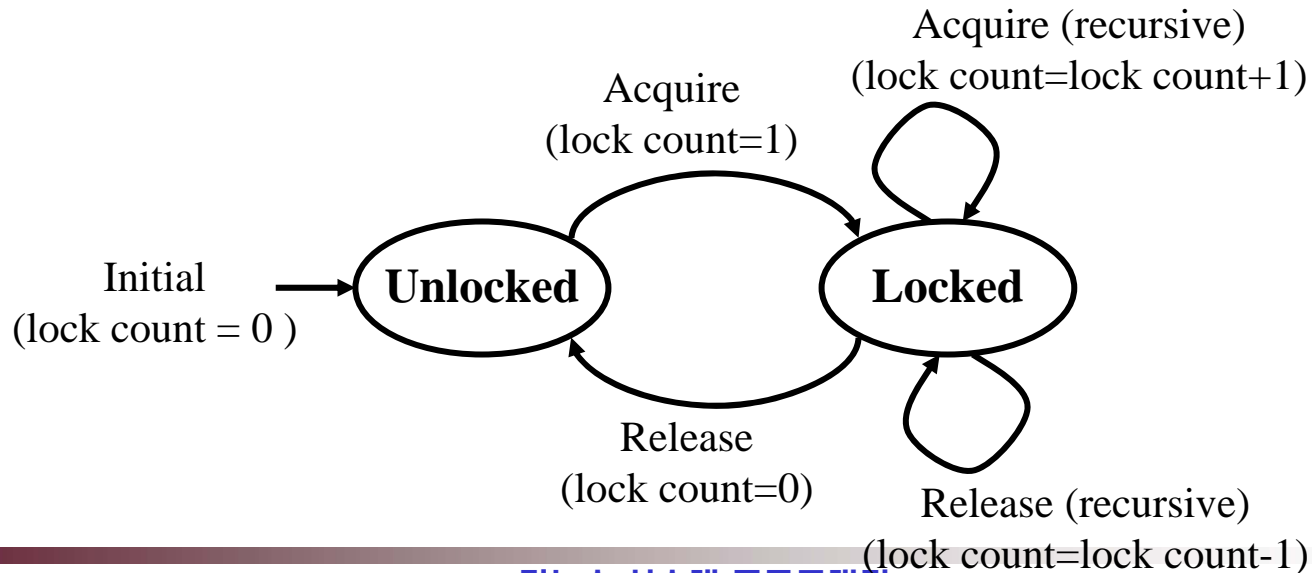 Acquire (recursive)
(lock count=lock count+1)
Acquire
(lock count=1)
Initial
(lock count = 0 )
Unlocked
Locked
Release
(lock count=0)
Release (recursive)
(lock count=lock count-1)